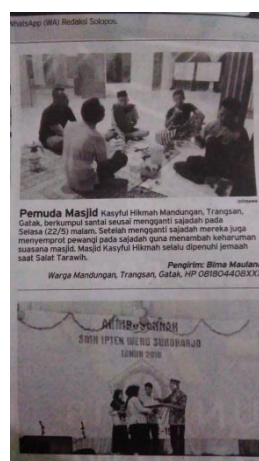 WhatsApp (WA) Redaksi Solopos.
Pemuda Masjid Kasyful Hikmah Mandungan, Trangsan,
Gatak, berkumpul santai seusai mengganti sajadah pada
Selasa (22/5) malam. Setelah mengganti sajadah mereka juga
menyemprot pewangi pada sajadah guna menambah keharuman
suasana masjid. Masjid Kasyful Hikmah selalu dipenuhi jemaah
saat Salat Tarawih.
Pengirim: Bima Maulana
Warga Mandungan, Trangsan, Gatak, HP 081804408XXX
SMK IPTEK WERU SUKOHARJO
TAHUN 2018